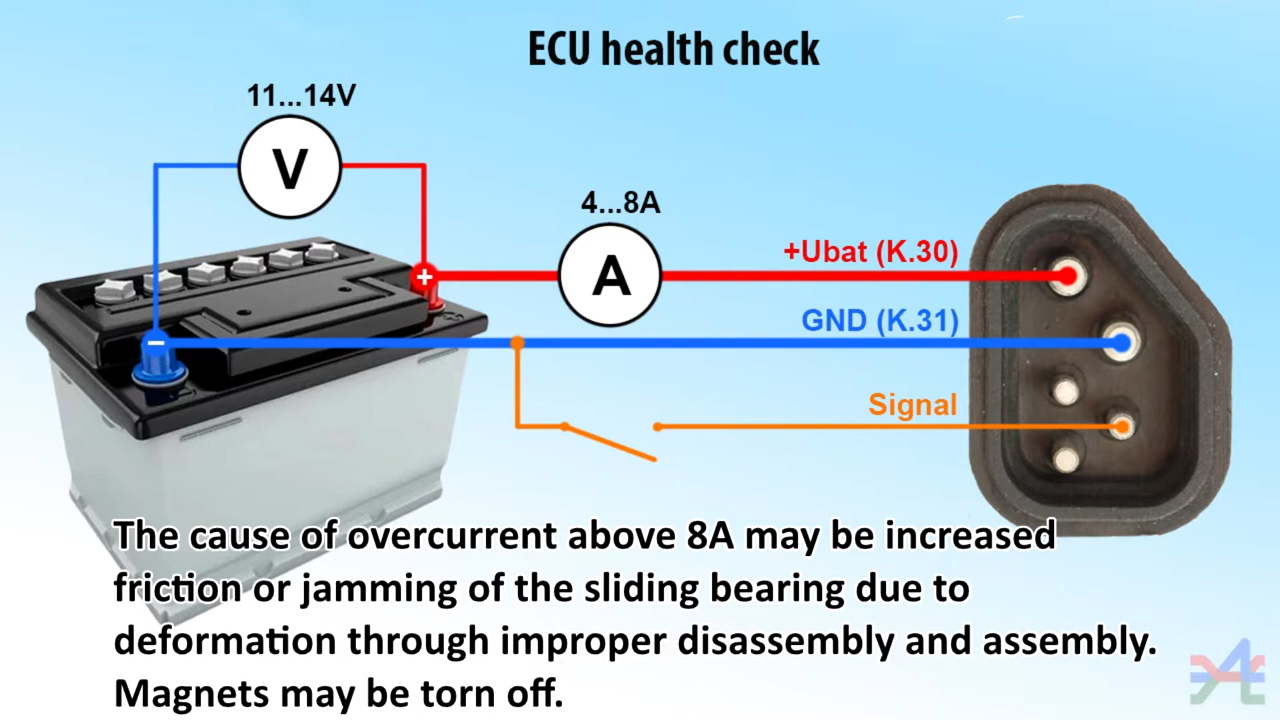 ECU health check
11...14V
V
4...8A
A
+Ubat (K.30)
+
GND (K.31)
−
Signal
The cause of overcurrent above 8A may be increased
friction or jamming of the sliding bearing due to
deformation through improper disassembly and assembly.
Magnets may be torn off.